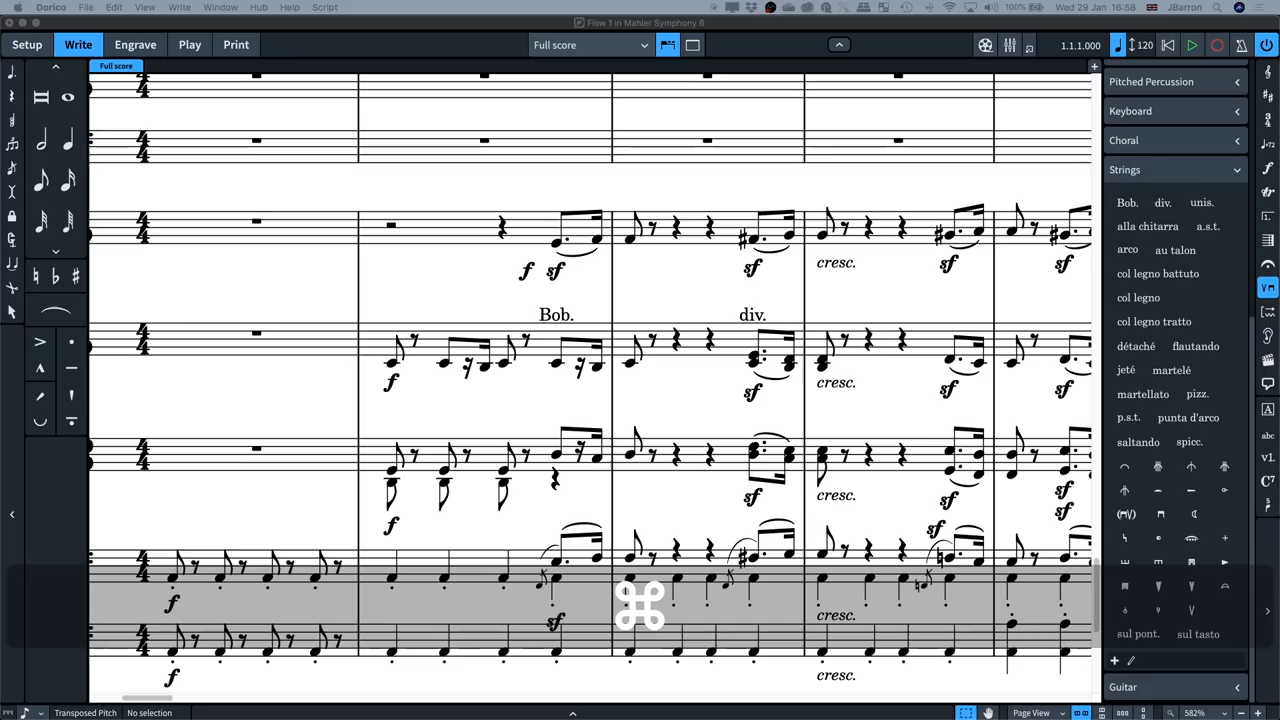 Dorico File Edit View Write Window Hub Help Script 100% Wed 29 Jan 16:58 JBarron
Flow 1 in Mahler Symphony 6
Setup Write Engrave Play Print Full score 1.1.1.000 120
Full score
Pitched Percussion
Keyboard
Choral
Strings
Bob. div. unis.
alla chitarra a.s.t.
arco au talon
col legno battuto
col legno
col legno tratto
détaché flautando
jeté martelé
martellato pizz.
p.s.t. punta d'arco
saltando spicc.
sul pont. sul tasto
Guitar
f sf sf cresc. sf sf
Bob. div.
f sf cresc. sf sf
f sf cresc. sf sf
sf sf
f sf cresc.
f cresc.
⌘
Transposed Pitch No selection Page View 582%